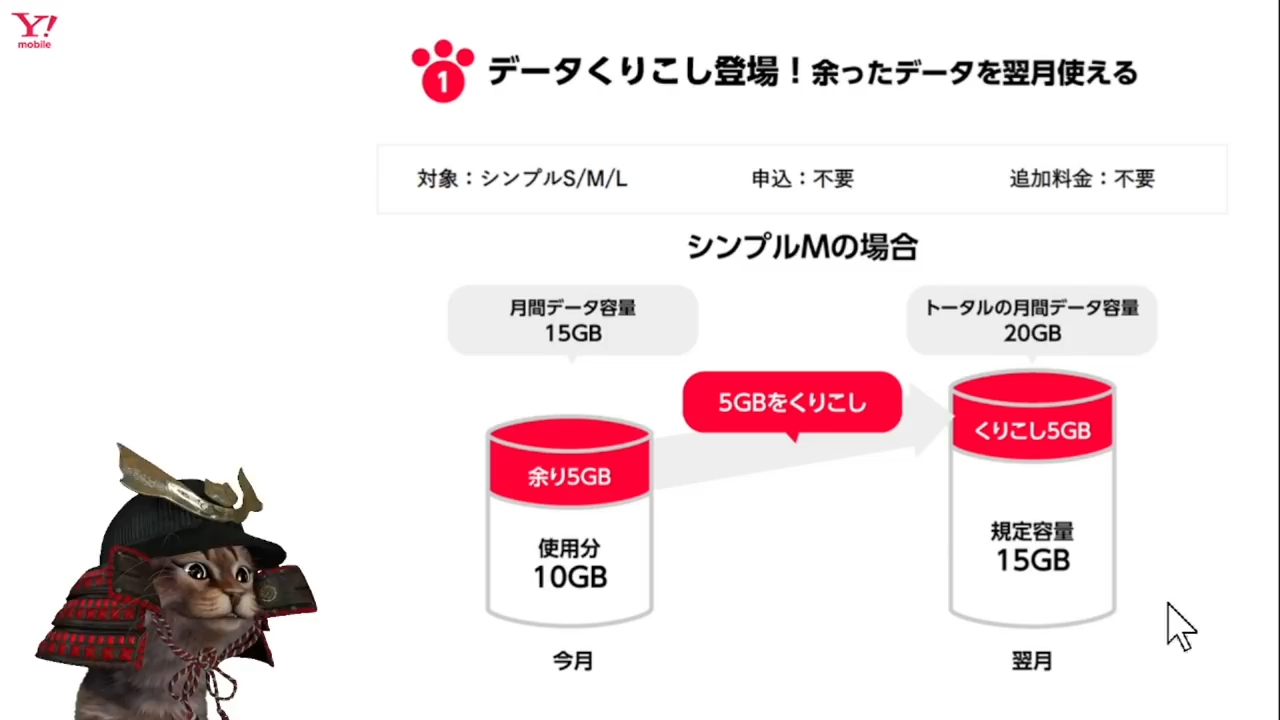 Y!
mobile
1
データくりこし登場！余ったデータを翌月使える
対象：シンプルS/M/L 申込：不要 追加料金：不要
シンプルMの場合
月間データ容量
15GB
トータルの月間データ容量
20GB
5GBをくりこし
余り5GB
使用分
10GB
くりこし5GB
規定容量
15GB
今月
翌月